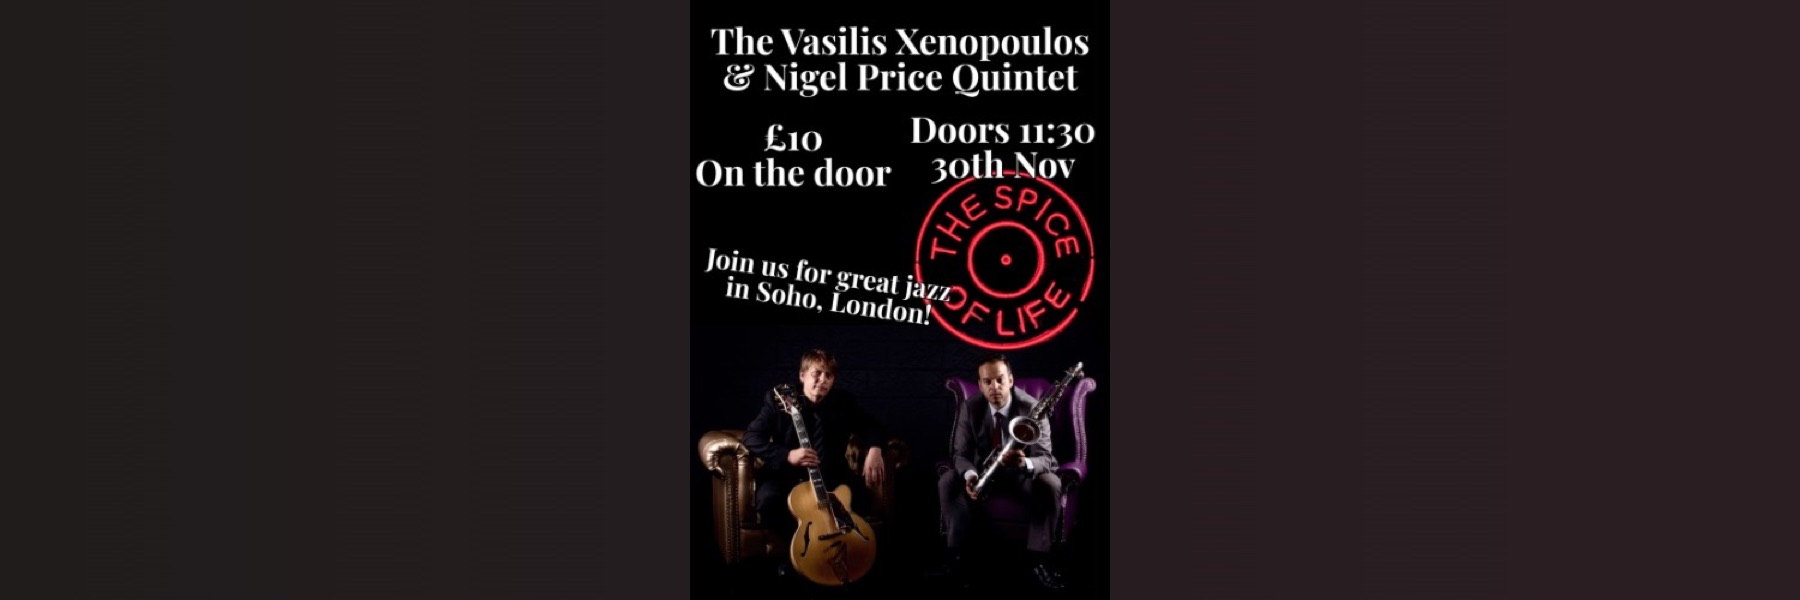 The Vasilis Xenopoulos
& Nigel Price Quintet
£10
On the door
Doors 11:30
30th Nov
THE SPICE
OF LIFE
Join us for great jazz
in Soho, London!